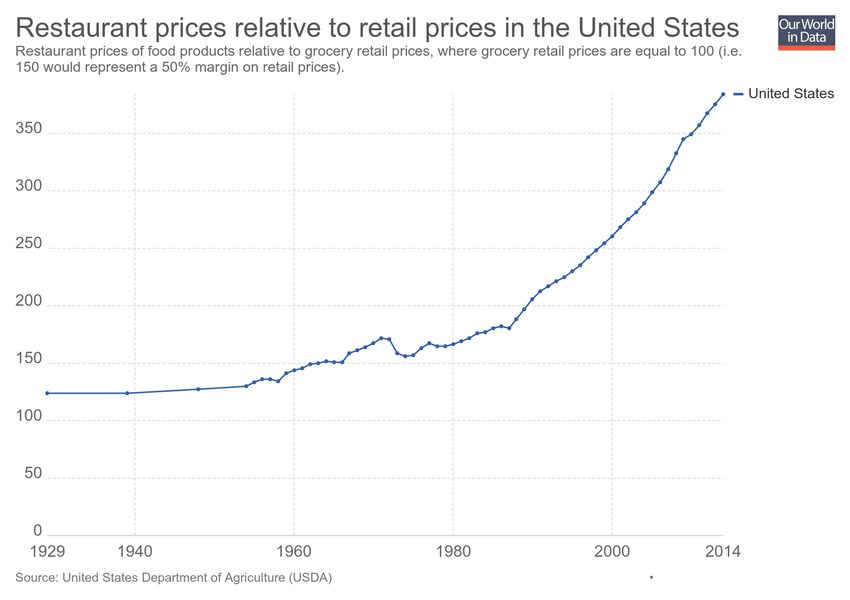 Restaurant prices relative to retail prices in the United States
Our World
in Data
Restaurant prices of food products relative to grocery retail prices, where grocery retail prices are equal to 100 (i.e.
150 would represent a 50% margin on retail prices).
United States
350
300
250
200
150
100
50
0
1929 1940 1960 1980 2000 2014
Source: United States Department of Agriculture (USDA)